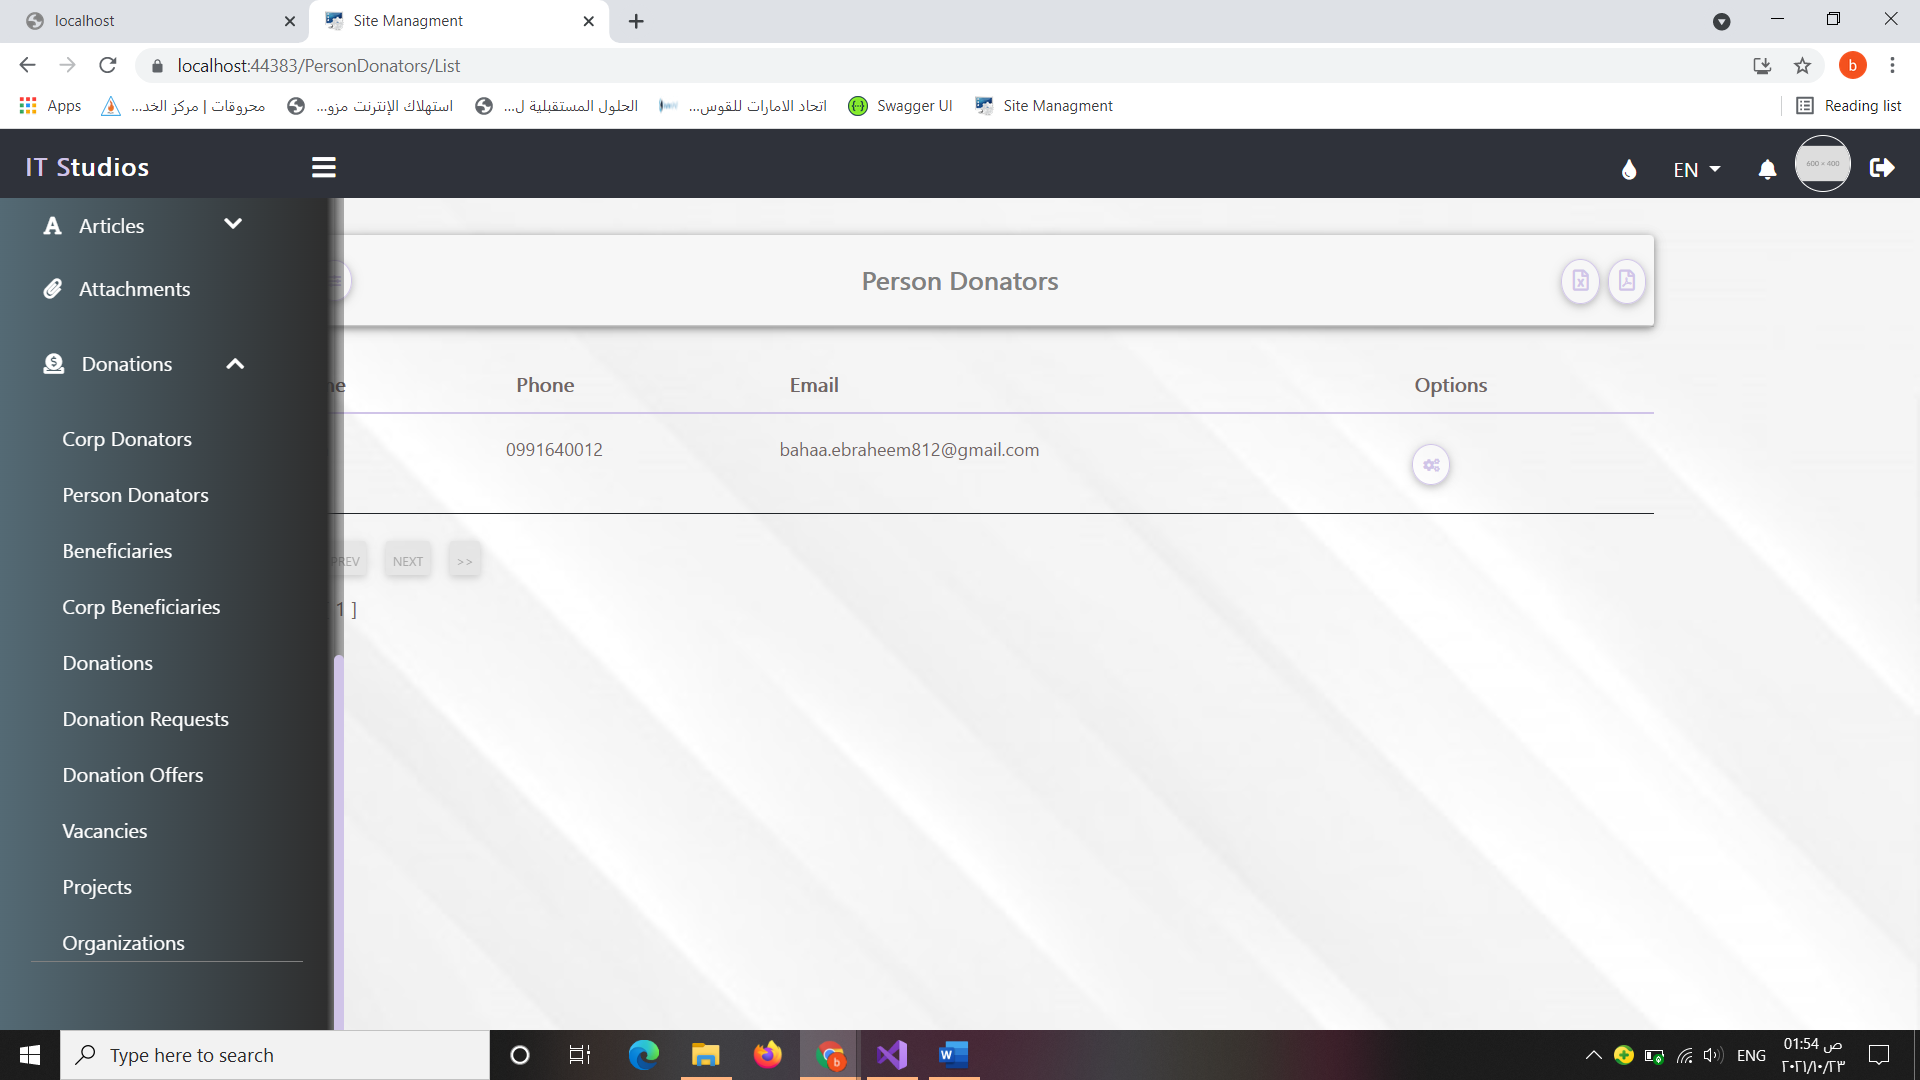 localhost
Site Managment
localhost:44383/PersonDonators/List
b
Apps
محروقات | مركز الخد...
استهلاك الإنترنت مزو...
الحلول المستقبلية ل...
اتحاد الامارات للقوس...
Swagger UI
Site Managment
Reading list
IT Studios
EN
600 × 400
Articles
Attachments
Donations
Corp Donators
Person Donators
Beneficiaries
Corp Beneficiaries
Donations
Donation Requests
Donation Offers
Vacancies
Projects
Organizations
Person Donators
Phone
Email
Options
0991640012
bahaa.ebraheem812@gmail.com
PREV
NEXT
>>
1 ]
Type here to search
ENG
01:54 ص
٢٠٢١/١٠/٢٣